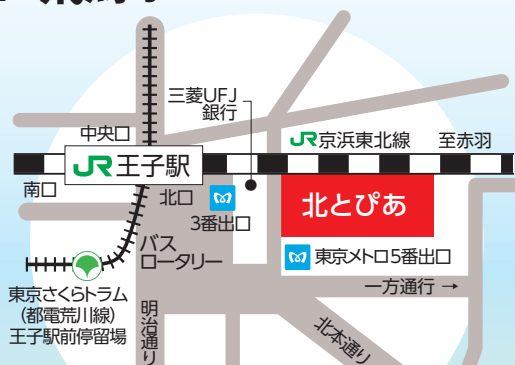 三菱UFJ
銀行
中央口
JR京浜東北線
至赤羽
JR王子駅
南口
北口
3番出口
北とぴあ
バス
ロータリー
東京メトロ5番出口
一方通行 →
東京さくらトラム
(都電荒川線)
王子駅前停留場
明治通り
北本通り